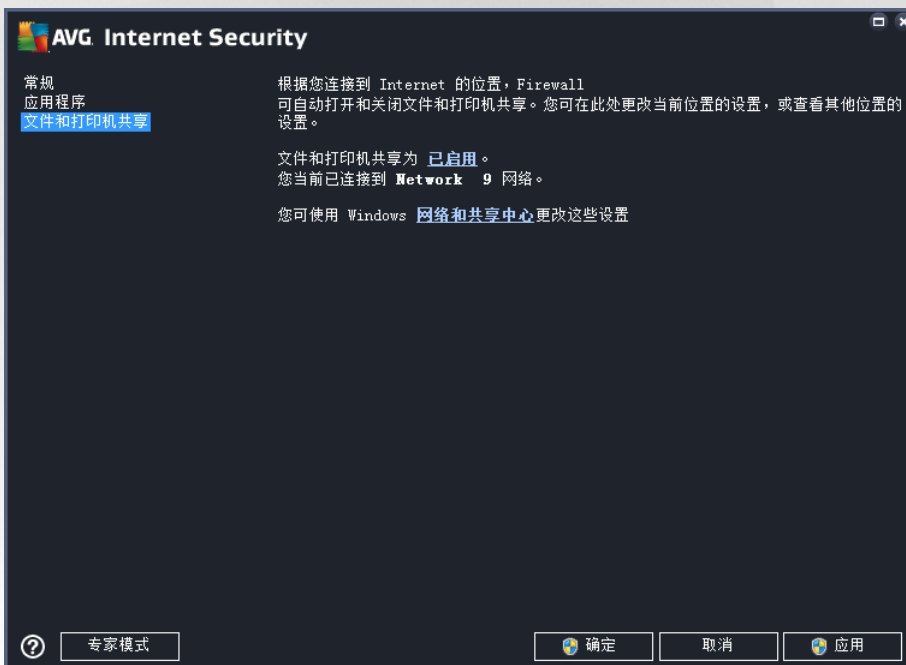 AVG Internet Security
常规
应用程序
文件和打印机共享
根据您连接到 Internet 的位置，Firewall
可自动打开和关闭文件和打印机共享。您可在此处更改当前位置的设置，或查看其他位置的
设置。
文件和打印机共享为 已启用。
您当前已连接到 Network 9 网络。
您可使用 Windows 网络和共享中心更改这些设置
? 专家模式 确定 取消 应用